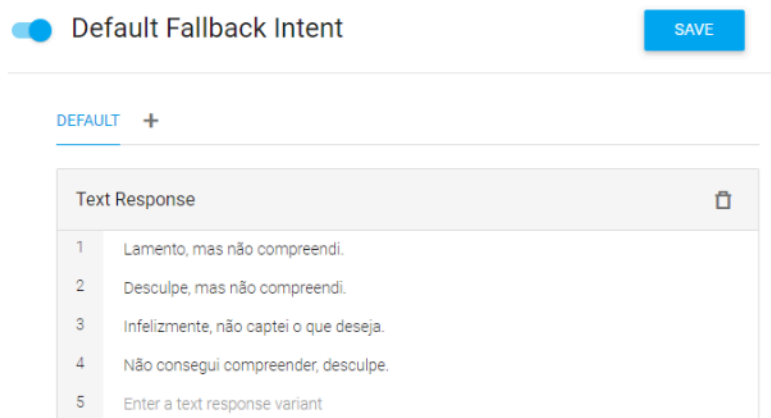 Default Fallback Intent
SAVE
DEFAULT +
Text Response
1 Lamento, mas não compreendi.
2 Desculpe, mas não compreendi.
3 Infelizmente, não captei o que deseja.
4 Não consegui compreender, desculpe.
5 Enter a text response variant